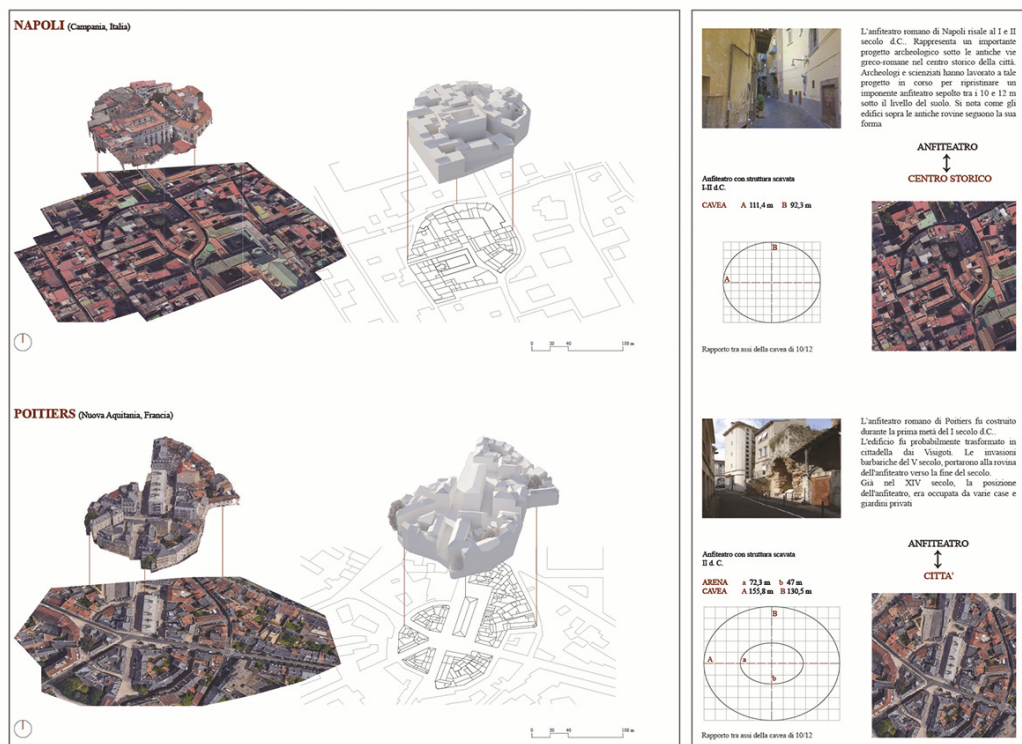 NAPOLI (Campania, Italia)
0 20 40 100 m
POITIERS (Nuova Aquitania, Francia)
0 20 40 100 m
L'anfiteatro romano di Napoli risale al I e II
secolo d.C.. Rappresenta un importante
progetto archeologico sotto le antiche vie
greco-romane nel centro storico della città.
Archeologi e scienziati hanno lavorato a tale
progetto in corso per ripristinare un
imponente anfiteatro sepolto tra i 10 e 12 m
sotto il livello del suolo. Si nota come gli
edifici sopra le antiche rovine seguono la sua
forma
ANFITEATRO
CENTRO STORICO
Anfiteatro con struttura scavata
I-II d.C.
CAVEA A 111,4 m B 92,3 m
B
A
Rapporto tra assi della cavea di 10/12
L'anfiteatro romano di Poitiers fu costruito
durante la prima metà del I secolo d.C..
L'edificio fu probabilmente trasformato in
cittadella dai Visigoti. Le invasioni
barbariche del V secolo, portarono alla rovina
dell'anfiteatro verso la fine del secolo.
Già nel XIV secolo, la posizione
dell'anfiteatro, era occupata da varie case e
giardini privati
ANFITEATRO
CITTA'
Anfiteatro con struttura scavata
II d. C.
ARENA a 72,3 m b 47 m
CAVEA A 155,8 m B 130,5 m
B
A a
b
Rapporto tra assi della cavea di 10/12